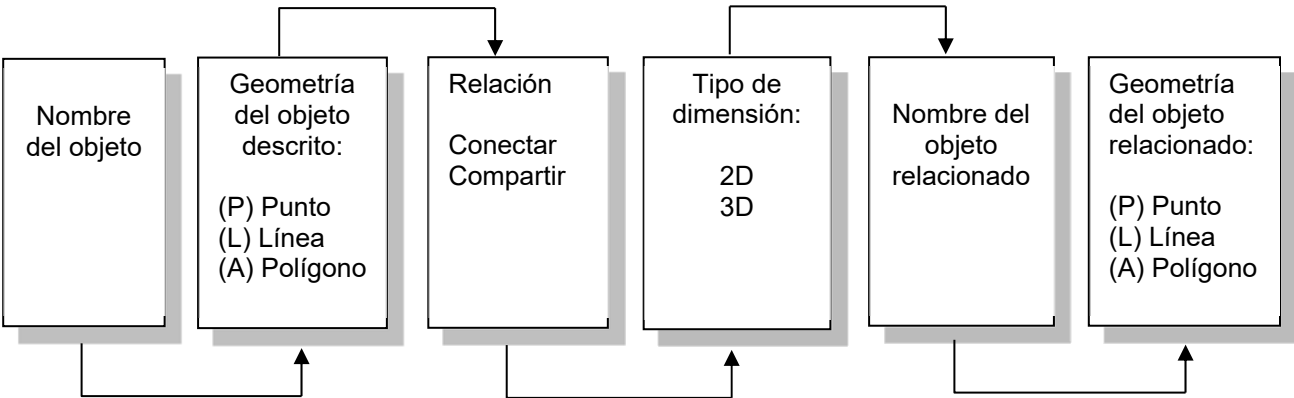 Nombre
del objeto
Geometría
del objeto
descrito:
(P) Punto
(L) Línea
(A) Polígono
Relación
Conectar
Compartir
Tipo de
dimensión:
2D
3D
Nombre del
objeto
relacionado
Geometría
del objeto
relacionado:
(P) Punto
(L) Línea
(A) Polígono